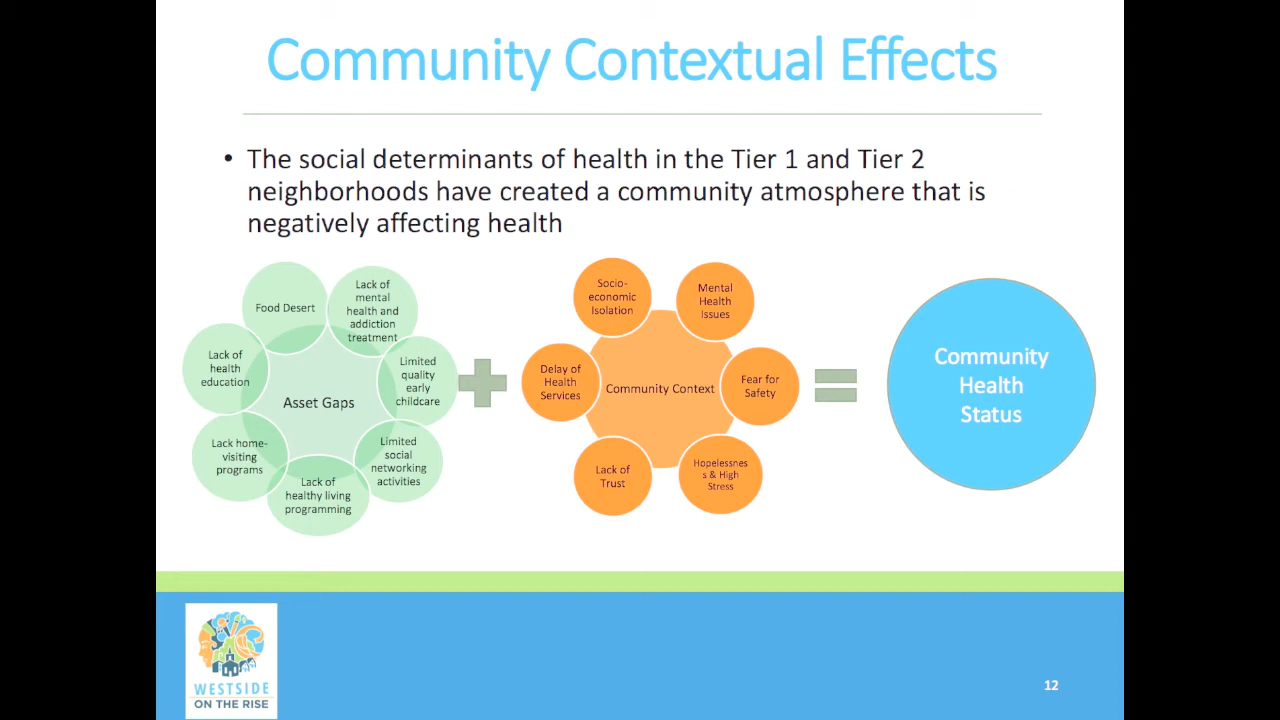 Community Contextual Effects
• The social determinants of health in the Tier 1 and Tier 2
neighborhoods have created a community atmosphere that is
negatively affecting health
Food Desert
Lack of
mental
health and
addiction
treatment
Limited
quality
early
childcare
Limited
social
networking
activities
Lack of
healthy living
programming
Lack home-
visiting
programs
Lack of
health
education
Asset Gaps
Socio-
economic
Isolation
Mental
Health
Issues
Fear for
Safety
Hopelessnes
s & High
Stress
Lack of
Trust
Delay of
Health
Services
Community Context
Community
Health
Status
WESTSIDE
ON THE RISE
12